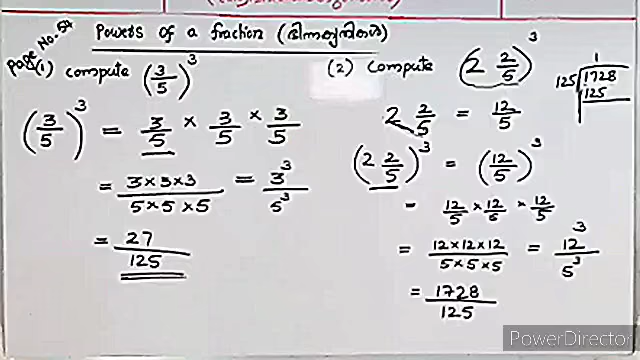 Page No. 54
Powers of a fraction (ഭിന്നങ്ങളുടെ
(1) compute (3/5)^3
(3/5)^3 = 3/5 × 3/5 × 3/5
= 3×3×3 / 5×5×5 = 3^3 / 5^3
= 27 / 125
(2) compute (2 2/5)^3
2 2/5 = 12/5
(2 2/5)^3 = (12/5)^3
= 12/5 × 12/5 × 12/5
= 12×12×12 / 5×5×5 = 12^3 / 5^3
= 1728 / 125
1
125 1728
125
PowerDirector